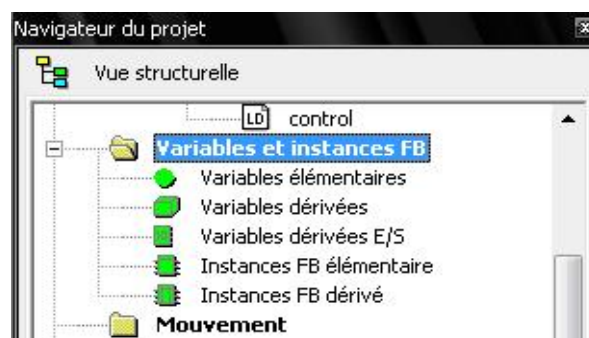 Navigateur du projet
Vue structurelle
LD control
Variables et instances FB
Variables élémentaires
Variables dérivées
Variables dérivées E/S
Instances FB élémentaire
Instances FB dérivé
Mouvement